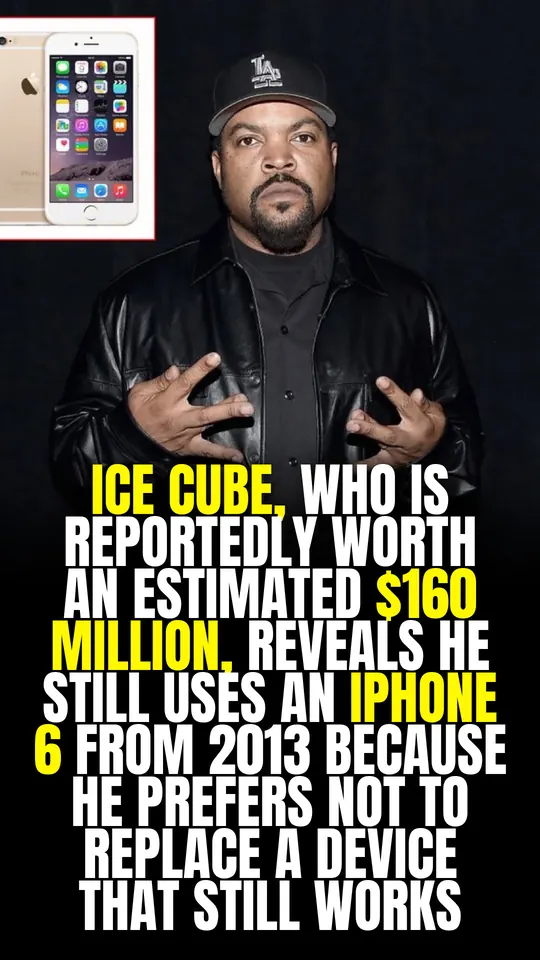 LA
ICE CUBE, WHO IS
REPORTEDLY WORTH
AN ESTIMATED $160
MILLION, REVEALS HE
STILL USES AN IPHONE
6 FROM 2013 BECAUSE
HE PREFERS NOT TO
REPLACE A DEVICE
THAT STILL WORKS